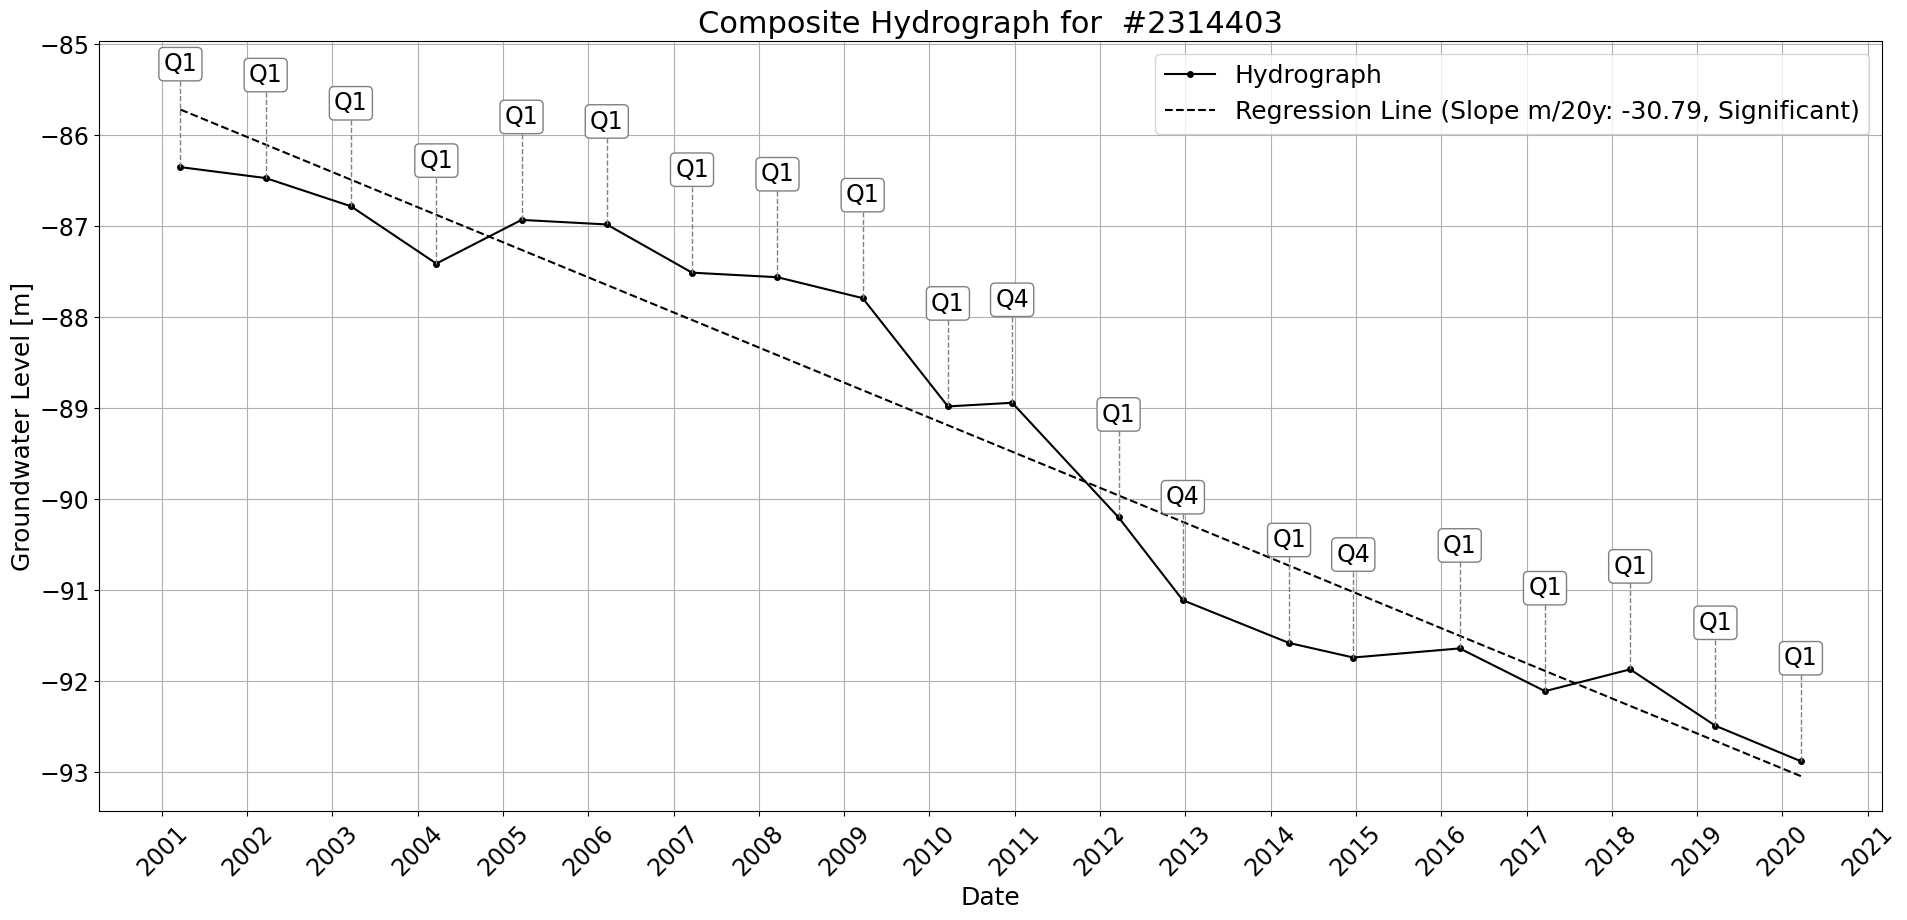 Composite Hydrograph for #2314403
Hydrograph
Regression Line (Slope m/20y: -30.79, Significant)
Groundwater Level [m]
−85
−86
−87
−88
−89
−90
−91
−92
−93
Q1
Q1
Q1
Q1
Q1
Q1
Q1
Q1
Q1
Q1
Q4
Q1
Q4
Q1
Q4
Q1
Q1
Q1
Q1
Q1
2001
2002
2003
2004
2005
2006
2007
2008
2009
2010
2011
2012
2013
2014
2015
2016
2017
2018
2019
2020
2021
Date